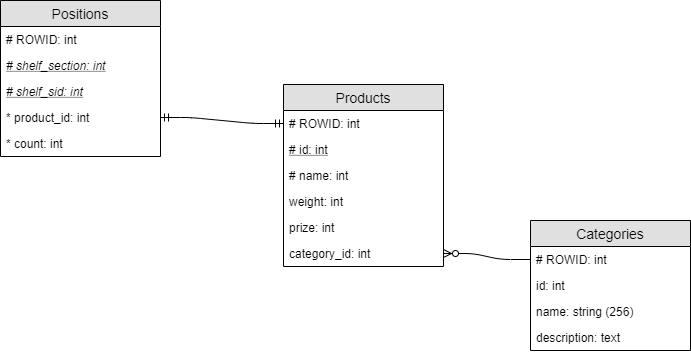 Positions
# ROWID: int
# shelf_section: int
# shelf_sid: int
* product_id: int
* count: int
Products
# ROWID: int
# id: int
# name: int
weight: int
prize: int
category_id: int
Categories
# ROWID: int
id: int
name: string (256)
description: text